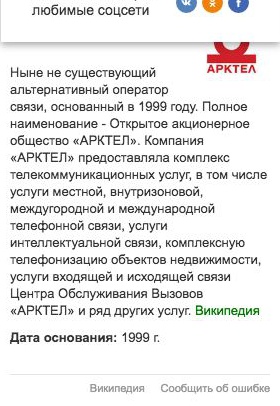 любимые соцсети
АРКТЕЛ
Ныне не существующий
альтернативный оператор
связи, основанный в 1999 году. Полное
наименование - Открытое акционерное
общество «АРКТЕЛ». Компания
«АРКТЕЛ» предоставляла комплекс
телекоммуникационных услуг, в том числе
услуги местной, внутризоновой,
междугородной и международной
телефонной связи, услуги
интеллектуальной связи, комплексную
телефонизацию объектов недвижимости,
услуги входящей и исходящей связи
Центра Обслуживания Вызовов
«АРКТЕЛ» и ряд других услуг. Википедия
Дата основания: 1999 г.
Википедия Сообщить об ошибке